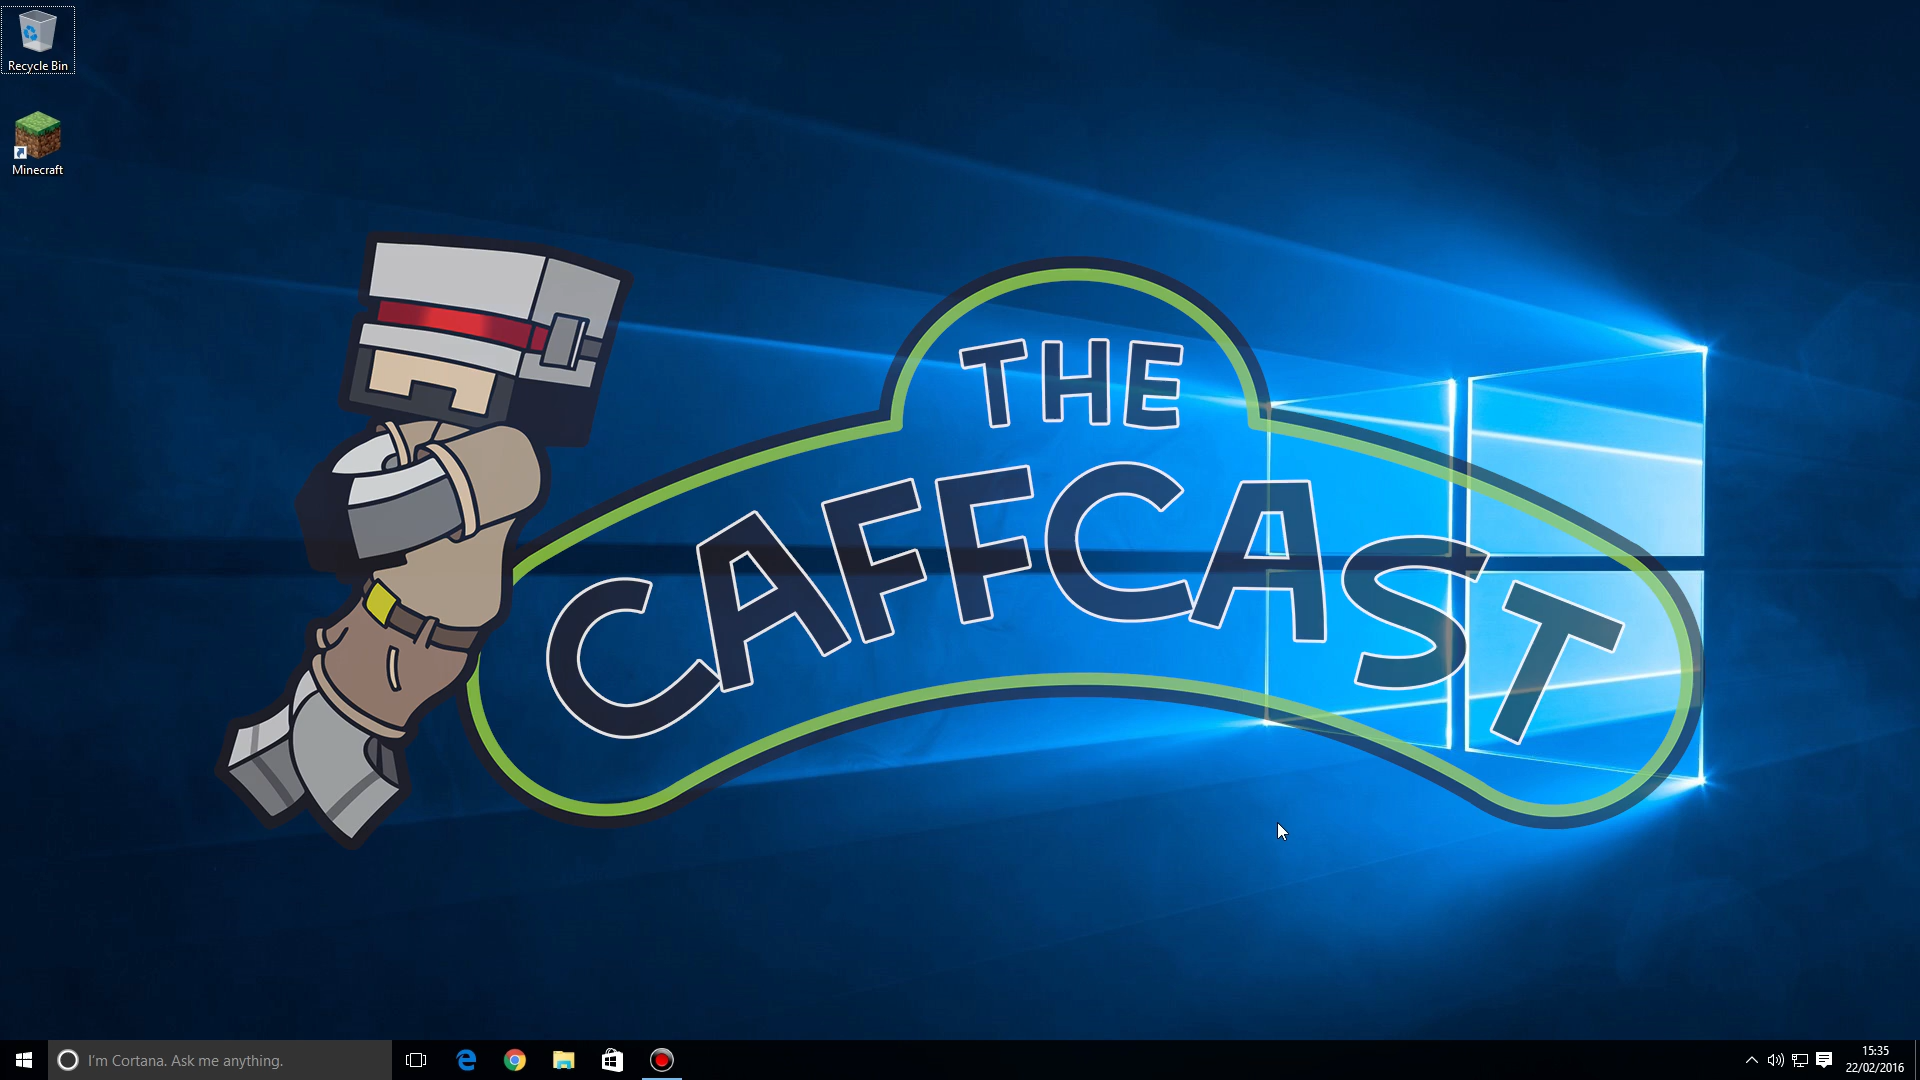 Recycle Bin
Minecraft
THE
CAFFCAST
I'm Cortana. Ask me anything.
15:35
22/02/2016